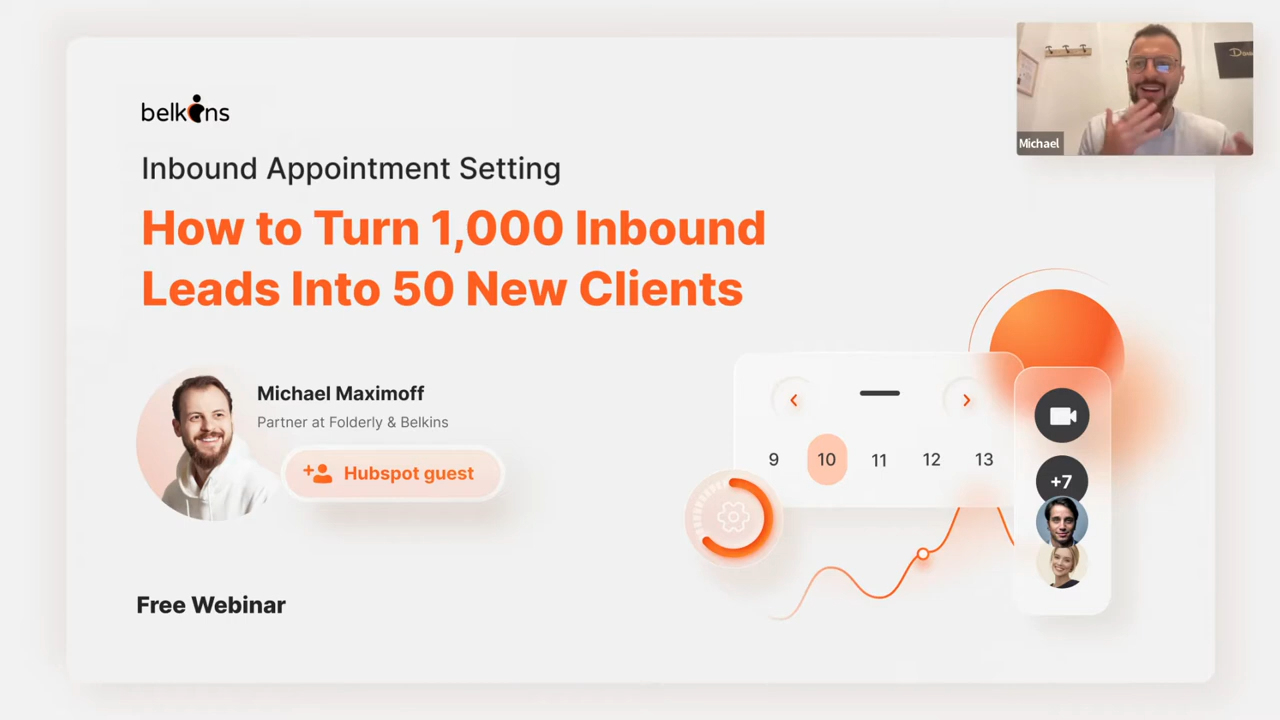 belkins
Inbound Appointment Setting
How to Turn 1,000 Inbound
Leads Into 50 New Clients
Michael Maximoff
Partner at Folderly & Belkins
Hubspot guest
Free Webinar
9 10 11 12 13
+7
Michael